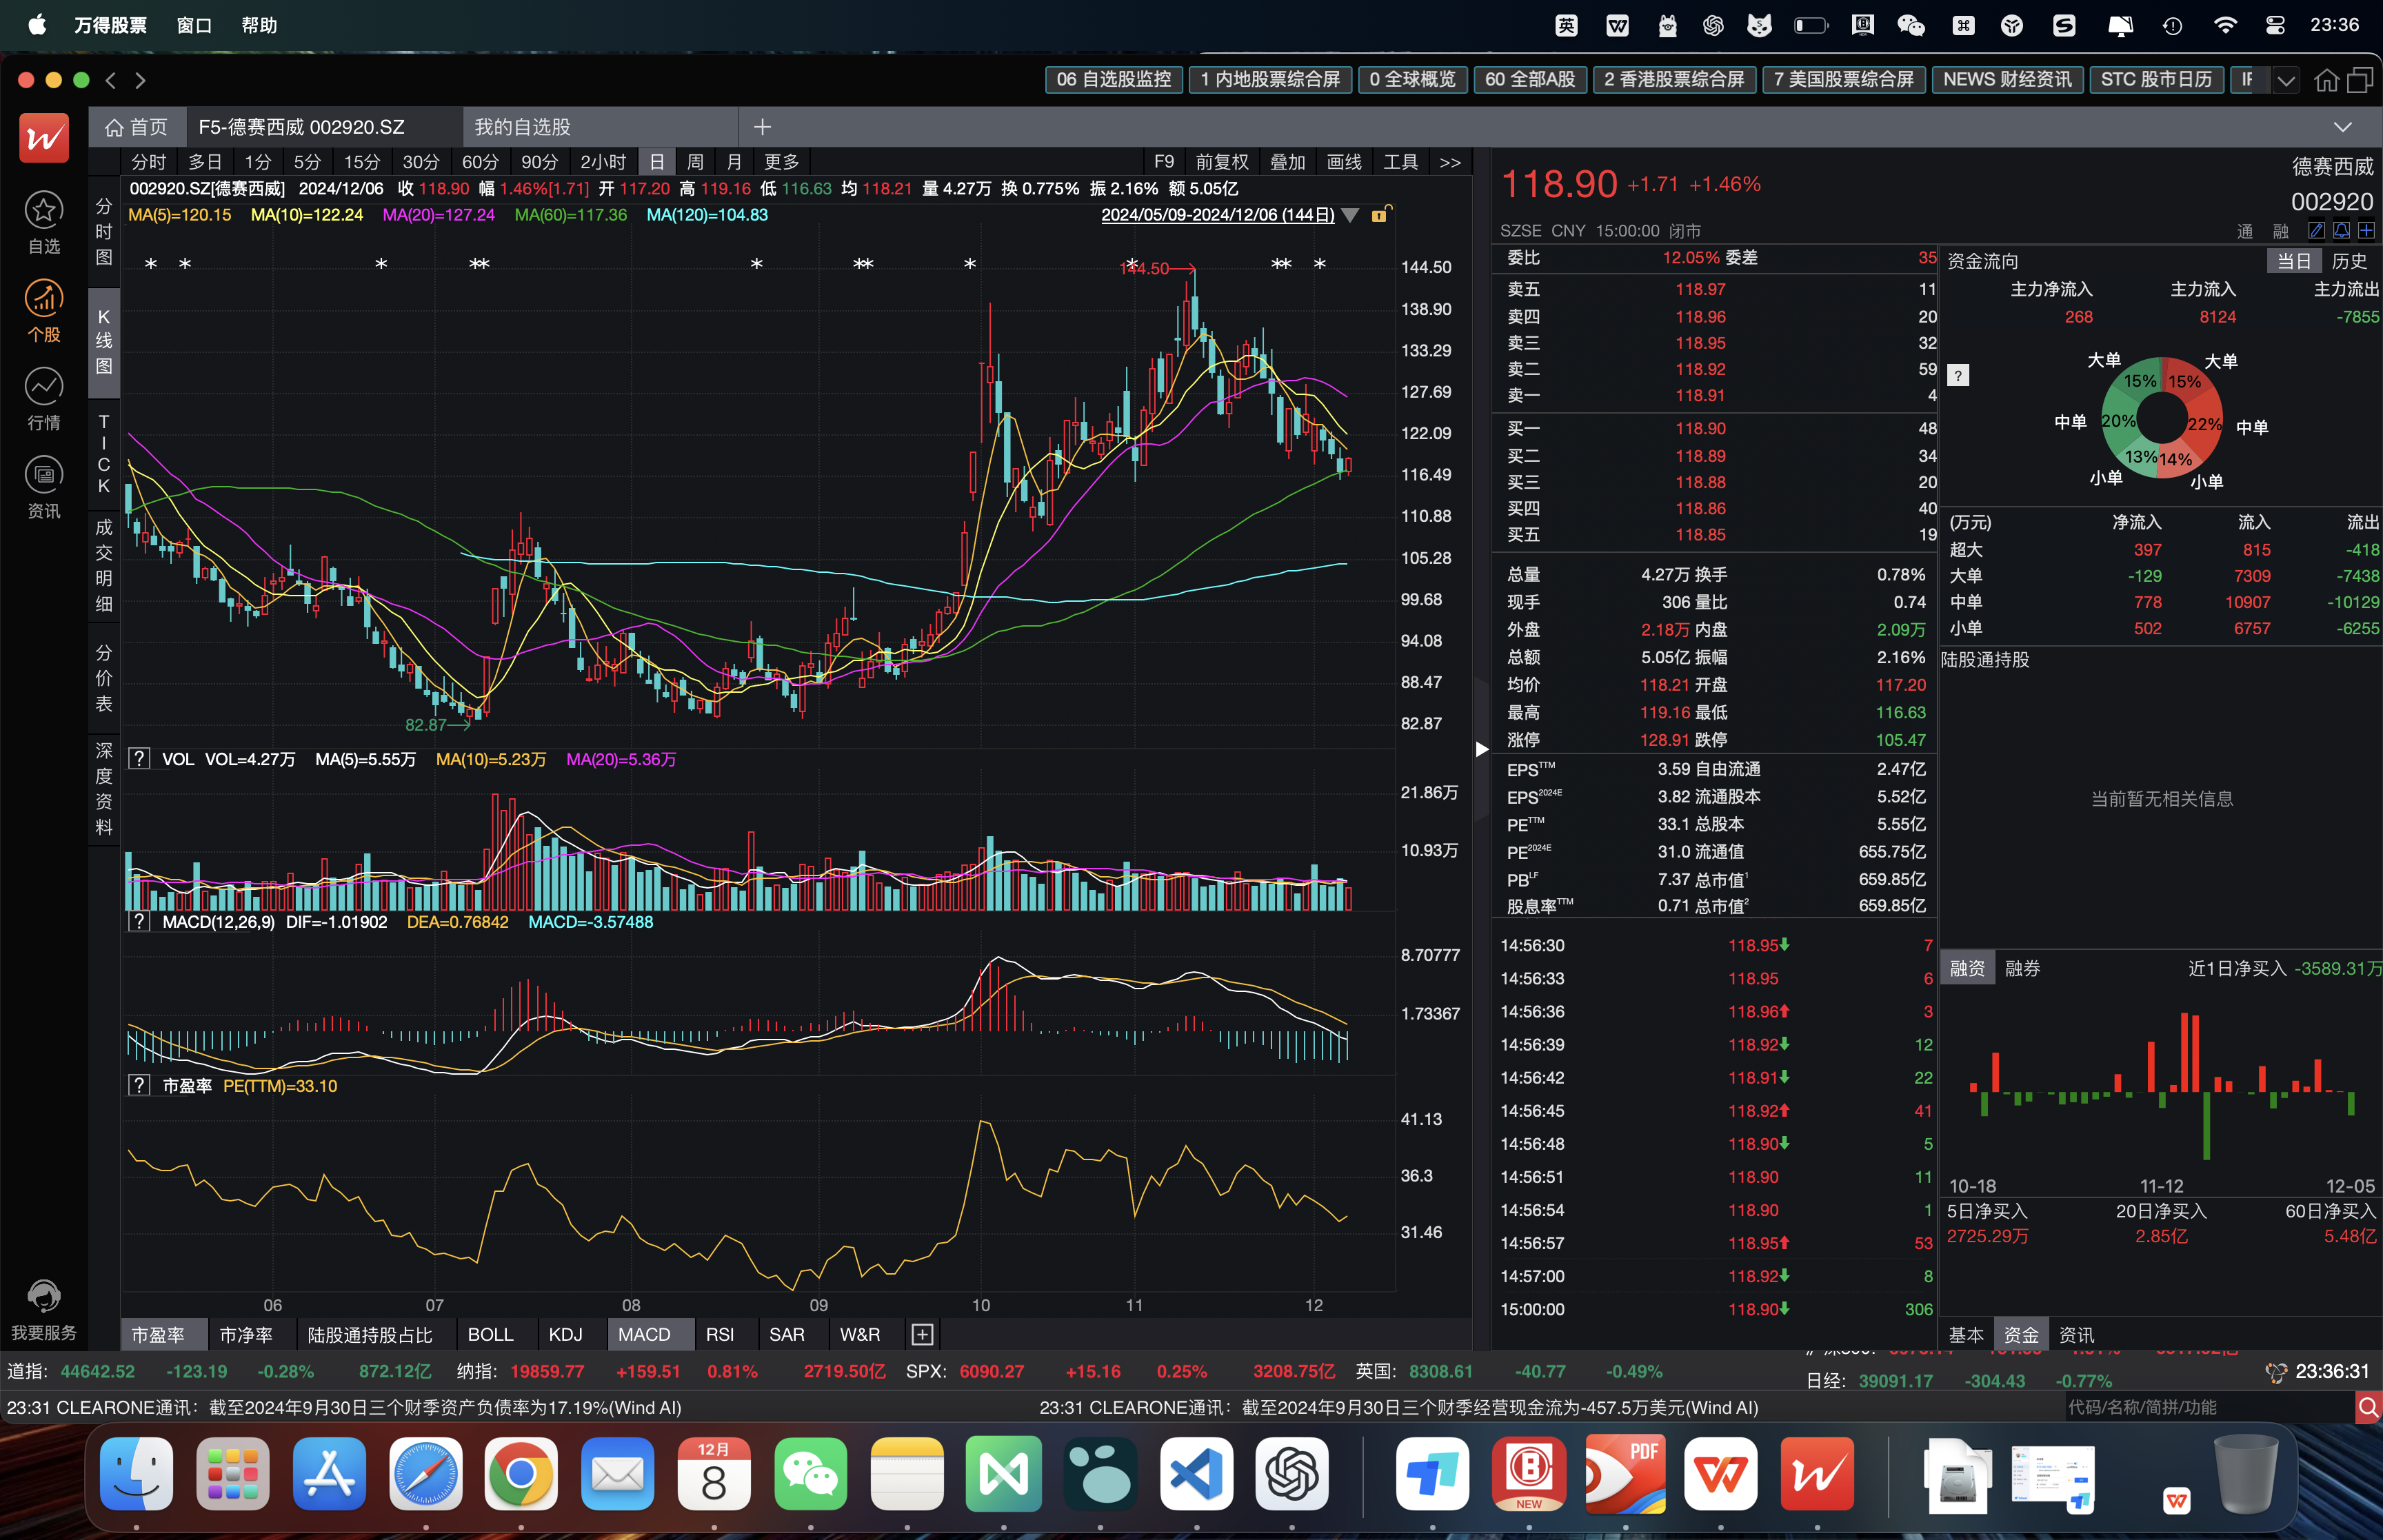 万得股票 窗口 帮助 英 23:36
06 自选股监控 1 内地股票综合屏 0 全球概览 60 全部A股 2 香港股票综合屏 7 美国股票综合屏 NEWS 财经资讯 STC 股市日历
首页 F5-德赛西威 002920.SZ 我的自选股
分时 多日 1分 5分 15分 30分 60分 90分 2小时 日 周 月 更多 F9 前复权 叠加 画线 工具 >>
002920.SZ[德赛西威] 2024/12/06 收 118.90 幅 1.46%[1.71] 开 117.20 高 119.16 低 116.63 均 118.21 量 4.27万 换 0.775% 振 2.16% 额 5.05亿
MA(5)=120.15 MA(10)=122.24 MA(20)=127.24 MA(60)=117.36 MA(120)=104.83 2024/05/09-2024/12/06 (144日)
自选
个股
行情
资讯
我要服务
分时图
K线图
TICK
成交明细
分价表
深度资料
144.50
82.87
144.50
138.90
133.29
127.69
122.09
116.49
110.88
105.28
99.68
94.08
88.47
82.87
? VOL VOL=4.27万 MA(5)=5.55万 MA(10)=5.23万 MA(20)=5.36万
21.86万
10.93万
? MACD(12,26,9) DIF=-1.01902 DEA=0.76842 MACD=-3.57488
8.70777
1.73367
? 市盈率 PE(TTM)=33.10
41.13
36.3
31.46
06 07 08 09 10 11 12
市盈率 市净率 陆股通持股占比 BOLL KDJ MACD RSI SAR W&R
118.90 +1.71 +1.46% 德赛西威
002920
SZSE CNY 15:00:00 闭市 通 融
委比 12.05% 委差 35
卖五 118.97 11
卖四 118.96 20
卖三 118.95 32
卖二 118.92 59
卖一 118.91 4
买一 118.90 48
买二 118.89 34
买三 118.88 20
买四 118.86 40
买五 118.85 19
总量 4.27万 换手 0.78%
现手 306 量比 0.74
外盘 2.18万 内盘 2.09万
总额 5.05亿 振幅 2.16%
均价 118.21 开盘 117.20
最高 119.16 最低 116.63
涨停 128.91 跌停 105.47
EPS TTM 3.59 自由流通 2.47亿
EPS 2024E 3.82 流通股本 5.52亿
PE TTM 33.1 总股本 5.55亿
PE 2024E 31.0 流通值 655.75亿
PB LF 7.37 总市值¹ 659.85亿
股息率 TTM 0.71 总市值² 659.85亿
14:56:30 118.95 7
14:56:33 118.95 6
14:56:36 118.96 3
14:56:39 118.92 12
14:56:42 118.91 22
14:56:45 118.92 41
14:56:48 118.90 5
14:56:51 118.90 11
14:56:54 118.90 1
14:56:57 118.95 53
14:57:00 118.92 8
15:00:00 118.90 306
资金流向 当日 历史
主力净流入 主力流入 主力流出
268 8124 -7855
?
大单 15% 15% 大单
中单 20% 22% 中单
小单 13% 14% 小单
(万元) 净流入 流入 流出
超大 397 815 -418
大单 -129 7309 -7438
中单 778 10907 -10129
小单 502 6757 -6255
陆股通持股
当前暂无相关信息
融资 融券 近1日净买入 -3589.31万
10-18 11-12 12-05
5日净买入 20日净买入 60日净买入
2725.29万 2.85亿 5.48亿
基本 资金 资讯
道指: 44642.52 -123.19 -0.28% 872.12亿 纳指: 19859.77 +159.51 0.81% 2719.50亿 SPX: 6090.27 +15.16 0.25% 3208.75亿 英国: 8308.61 -40.77 -0.49% 日经: 39091.17 -304.43 -0.77% 23:36:31
23:31 CLEARONE通讯: 截至2024年9月30日三个财季资产负债率为17.19%(Wind AI) 23:31 CLEARONE通讯: 截至2024年9月30日三个财季经营现金流为-457.5万美元(Wind AI) 代码/名称/简拼/功能
12月
8
NEW
PDF